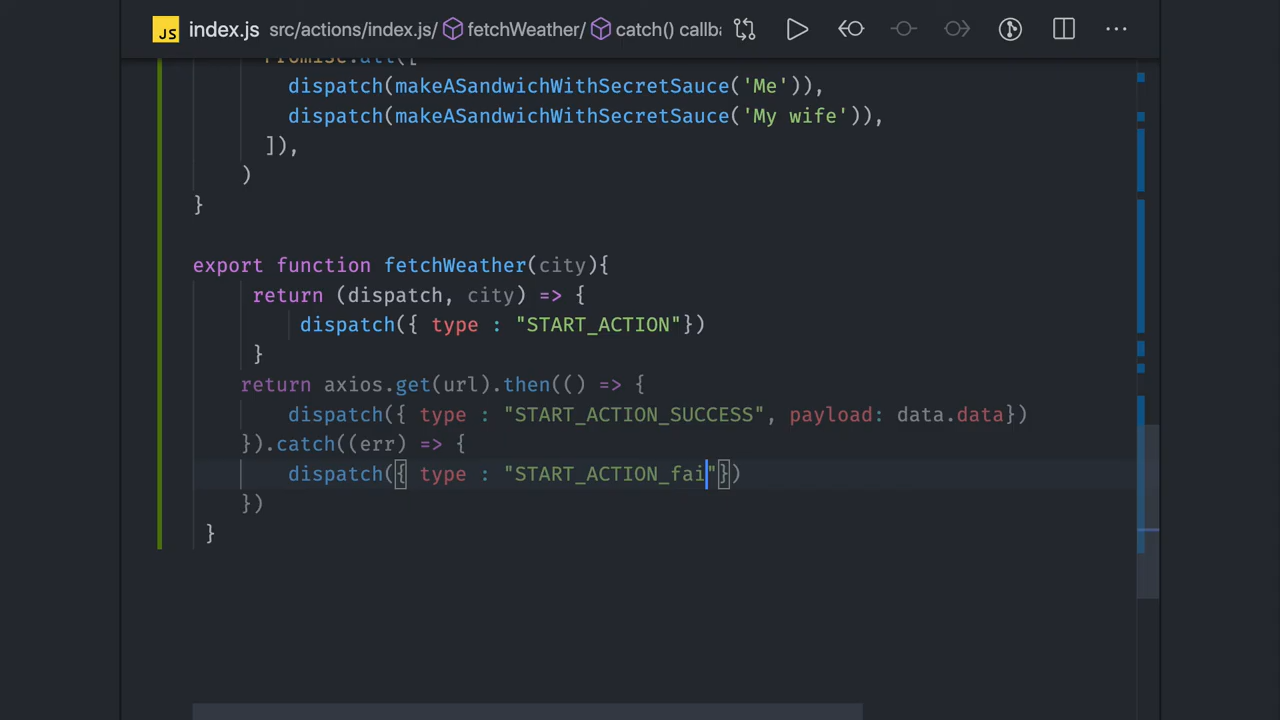 JS index.js src/actions/index.js/ fetchWeather/ catch() callba
Promise.all([
dispatch(makeASandwichWithSecretSauce('Me')),
dispatch(makeASandwichWithSecretSauce('My wife')),
]),
)
}
export function fetchWeather(city){
return (dispatch, city) => {
dispatch({ type : "START_ACTION"})
}
return axios.get(url).then(() => {
dispatch({ type : "START_ACTION_SUCCESS", payload: data.data})
}).catch((err) => {
dispatch({ type : "START_ACTION_fai"})
})
}